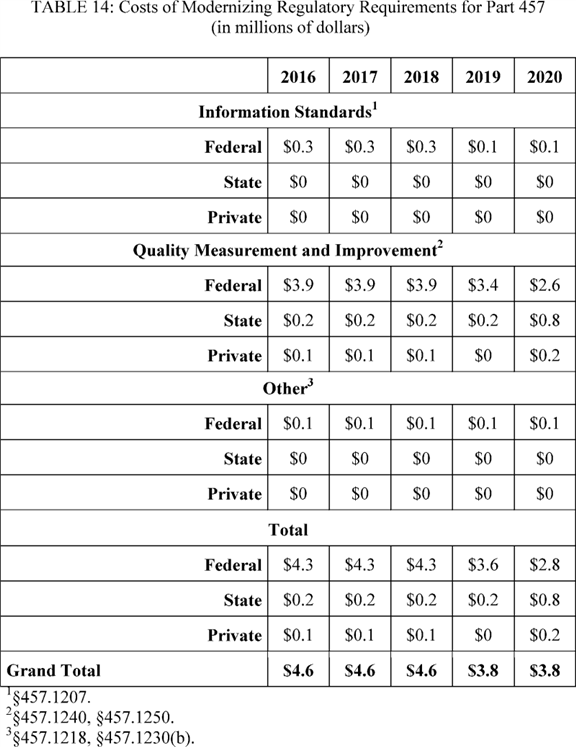 TABLE 14: Costs of Modernizing Regulatory Requirements for Part 457
(in millions of dollars)
2016 2017 2018 2019 2020
Information Standards1
Federal $0.3 $0.3 $0.3 $0.1 $0.1
State $0 $0 $0 $0 $0
Private $0 $0 $0 $0 $0
Quality Measurement and Improvement2
Federal $3.9 $3.9 $3.9 $3.4 $2.6
State $0.2 $0.2 $0.2 $0.2 $0.8
Private $0.1 $0.1 $0.1 $0 $0.2
Other3
Federal $0.1 $0.1 $0.1 $0.1 $0.1
State $0 $0 $0 $0 $0
Private $0 $0 $0 $0 $0
Total
Federal $4.3 $4.3 $4.3 $3.6 $2.8
State $0.2 $0.2 $0.2 $0.2 $0.8
Private $0.1 $0.1 $0.1 $0 $0.2
Grand Total $4.6 $4.6 $4.6 $3.8 $3.8
1§457.1207.
2§457.1240, §457.1250.
3§457.1218, §457.1230(b).